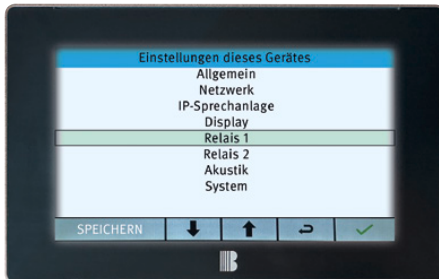 Einstellungen dieses Gerätes
Allgemein
Netzwerk
IP-Sprechanlage
Display
Relais 1
Relais 2
Akustik
System
SPEICHERN